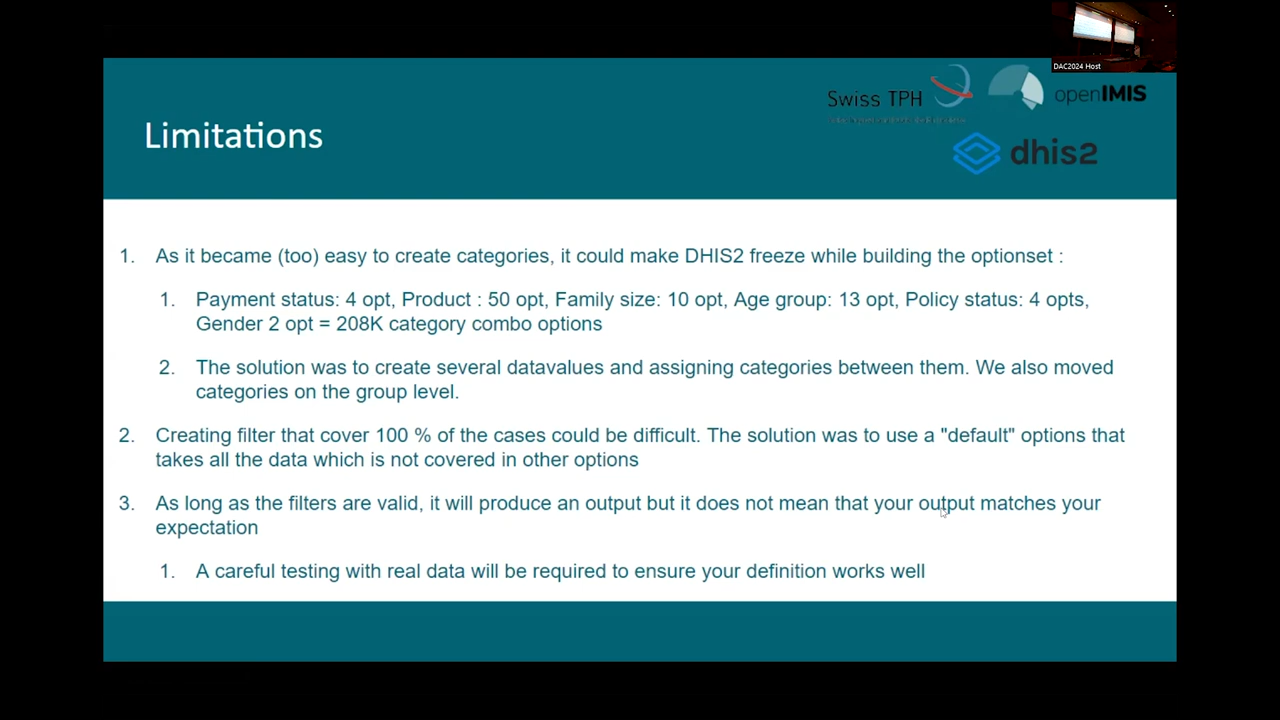 DAC2024 Host
Swiss TPH
openIMIS
dhis2
Limitations
1. As it became (too) easy to create categories, it could make DHIS2 freeze while building the optionset :
1. Payment status: 4 opt, Product : 50 opt, Family size: 10 opt, Age group: 13 opt, Policy status: 4 opts,
Gender 2 opt = 208K category combo options
2. The solution was to create several datavalues and assigning categories between them. We also moved
categories on the group level.
2. Creating filter that cover 100 % of the cases could be difficult. The solution was to use a "default" options that
takes all the data which is not covered in other options
3. As long as the filters are valid, it will produce an output but it does not mean that your output matches your
expectation
1. A careful testing with real data will be required to ensure your definition works well